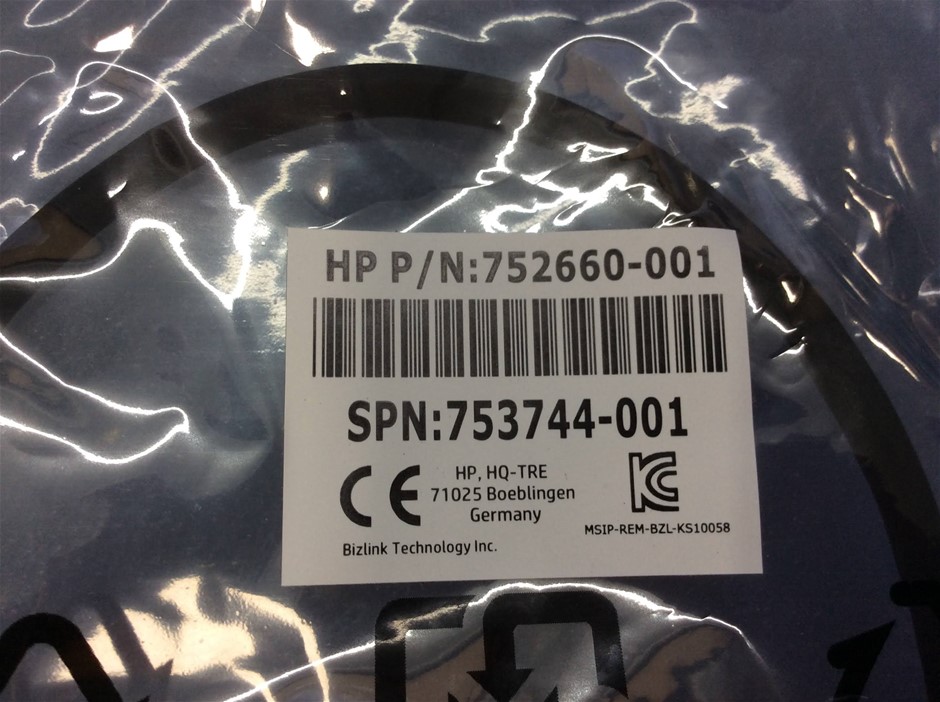 HP P/N:752660-001
SPN:753744-001
CE
HP, HQ-TRE
71025 Boeblingen
Germany
KC
MSIP-REM-BZL-KS10058
Bizlink Technology Inc.